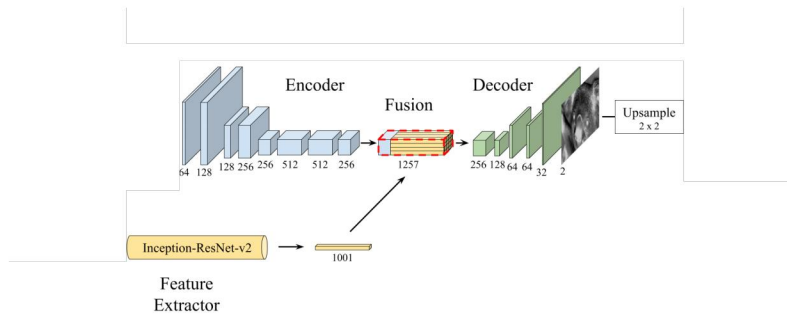 Encoder
Fusion
Decoder
Upsample
2 x 2
64 128 128 256 256 512 512 256
1257
256 128 64 64 32 2
Inception-ResNet-v2
1001
Feature
Extractor